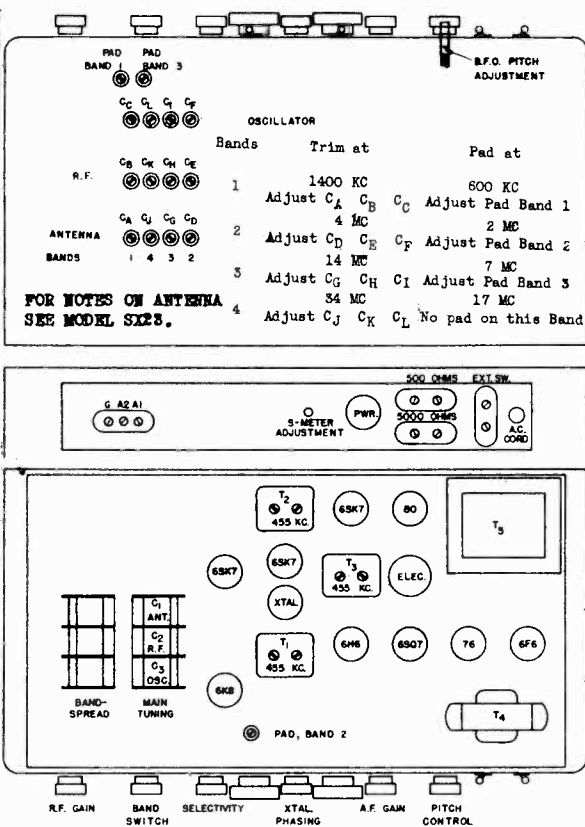 PAD PAD
BAND 1 BAND 3
B.F.O. PITCH
ADJUSTMENT
CC CL CI CF
OSCILLATOR
Bands Trim at Pad at
R.F. CB CK CH CE
1 1400 KC 600 KC
Adjust CA CB CC Adjust Pad Band 1
CA CJ CG CD
2 4 MC 2 MC
Adjust CD CE CF Adjust Pad Band 2
ANTENNA
BANDS 1 4 3 2
3 14 MC 7 MC
Adjust CG CH CI Adjust Pad Band 3
FOR NOTES ON ANTENNA
SEE MODEL SX23.
4 34 MC 17 MC
Adjust CJ CK CL No pad on this Band
G A2 A1
S-METER
ADJUSTMENT
PWR.
500 OHMS
5000 OHMS
EXT. SW.
A.C.
CORD
T2
455 KC.
6SK7
80
T5
6SK7
6SK7
T3
455 KC.
ELEC.
XTAL
C1
ANT.
C2
R.F.
C3
OSC.
T1
455 KC.
6H6
6SQ7
76
6F6
6K8
BAND-
SPREAD
MAIN
TUNING
T4
PAD, BAND 2
R.F. GAIN
BAND
SWITCH
SELECTIVITY
XTAL
PHASING
A.F. GAIN
PITCH
CONTROL